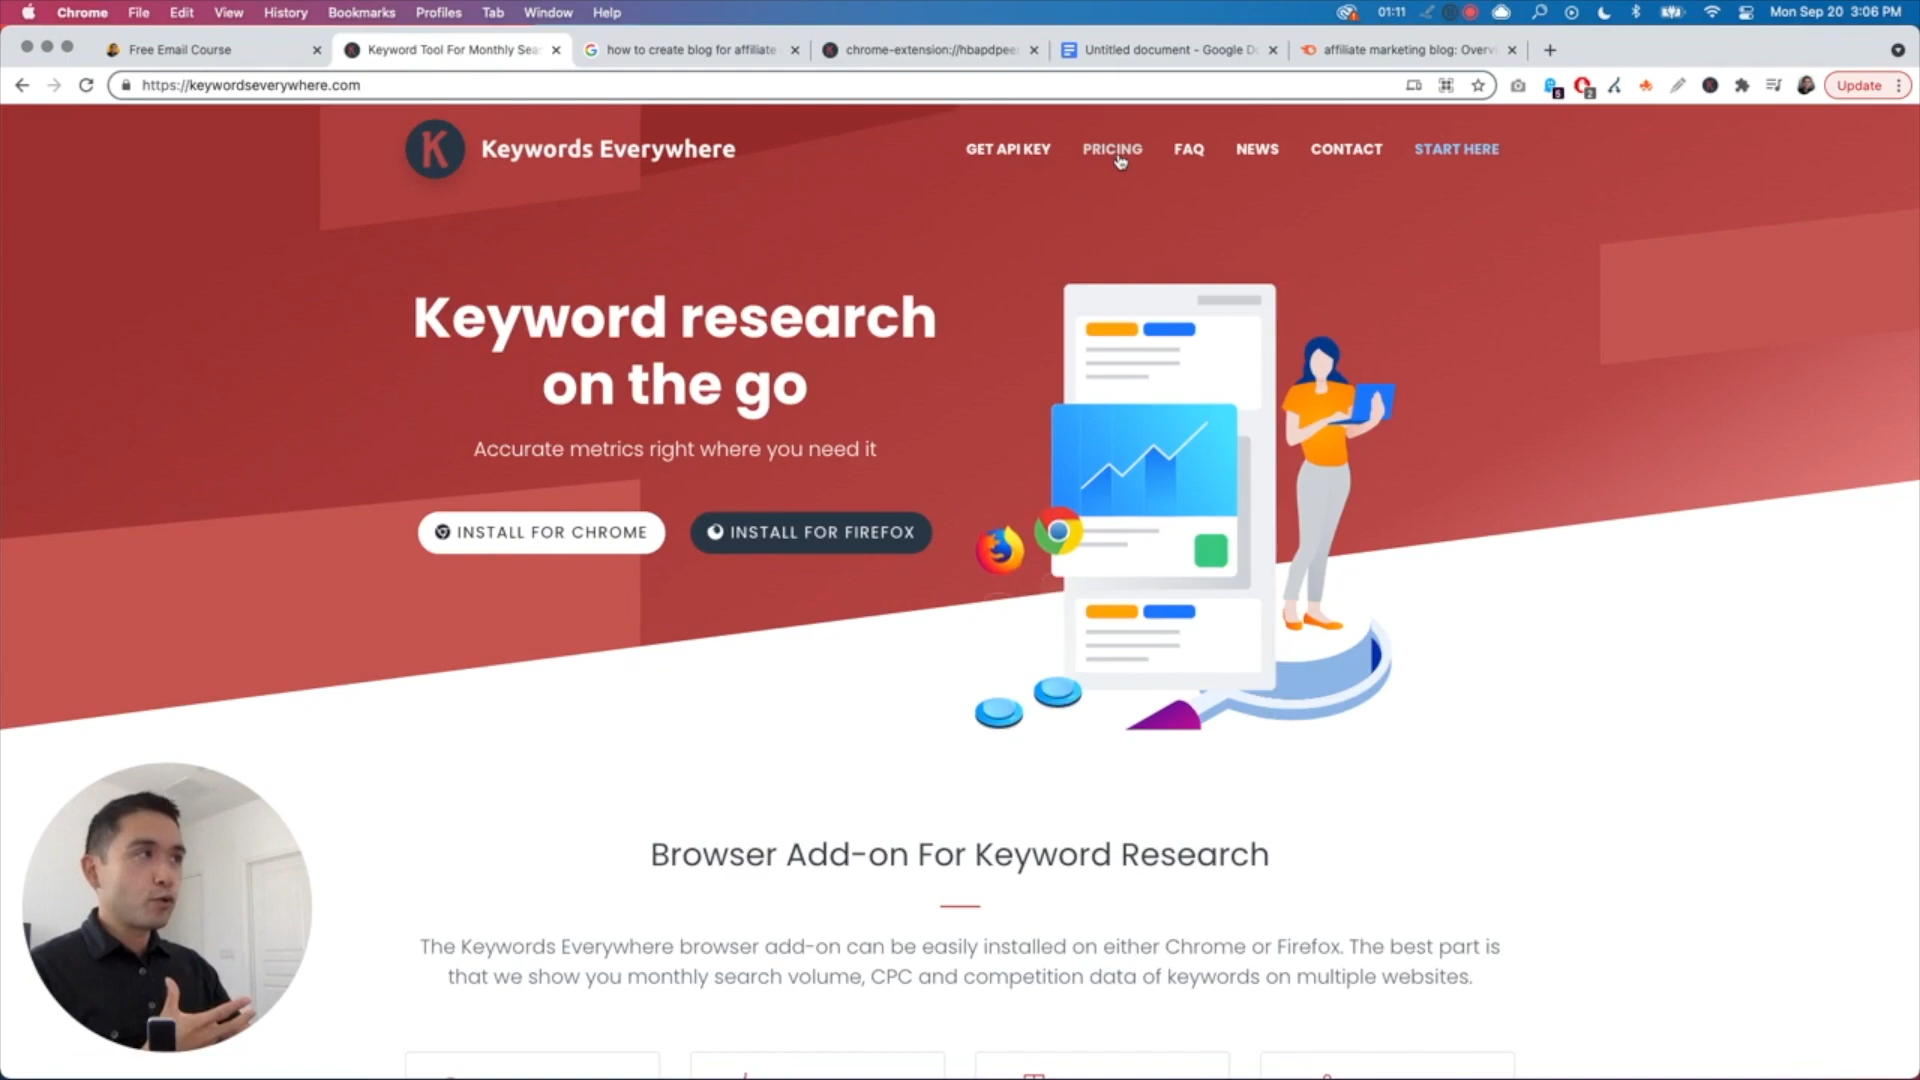 Chrome File Edit View History Bookmarks Profiles Tab Window Help 01:11 Mon Sep 20 3:06 PM
Free Email Course Keyword Tool For Monthly Sea how to create blog for affiliate chrome-extension://hbapdpee Untitled document - Google Do affiliate marketing blog: Overvi
https://keywordseverywhere.com 5 2 Update
K Keywords Everywhere GET API KEY PRICING FAQ NEWS CONTACT START HERE
Keyword research
on the go
Accurate metrics right where you need it
INSTALL FOR CHROME INSTALL FOR FIREFOX
Browser Add-on For Keyword Research
The Keywords Everywhere browser add-on can be easily installed on either Chrome or Firefox. The best part is
that we show you monthly search volume, CPC and competition data of keywords on multiple websites.